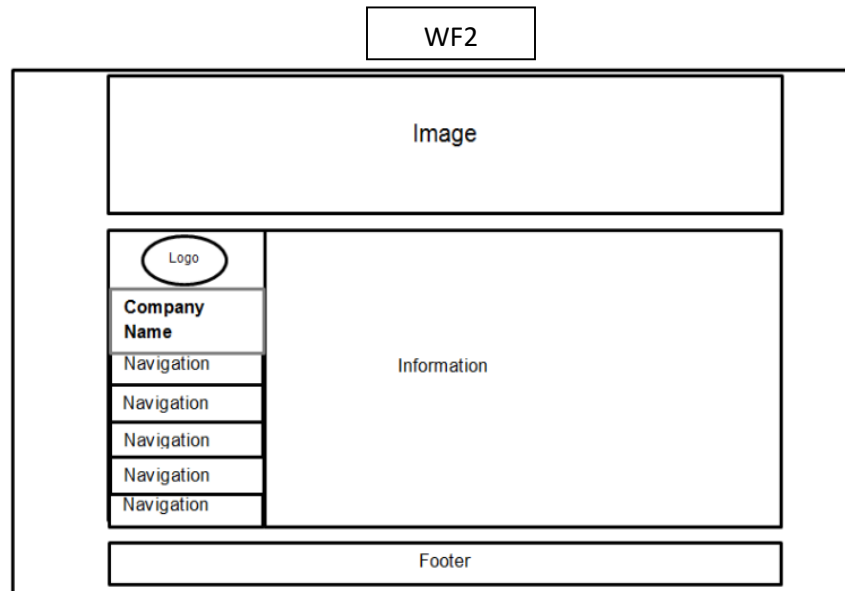 WF2
Image
Logo
Company
Name
Navigation
Information
Navigation
Navigation
Navigation
Navigation
Footer